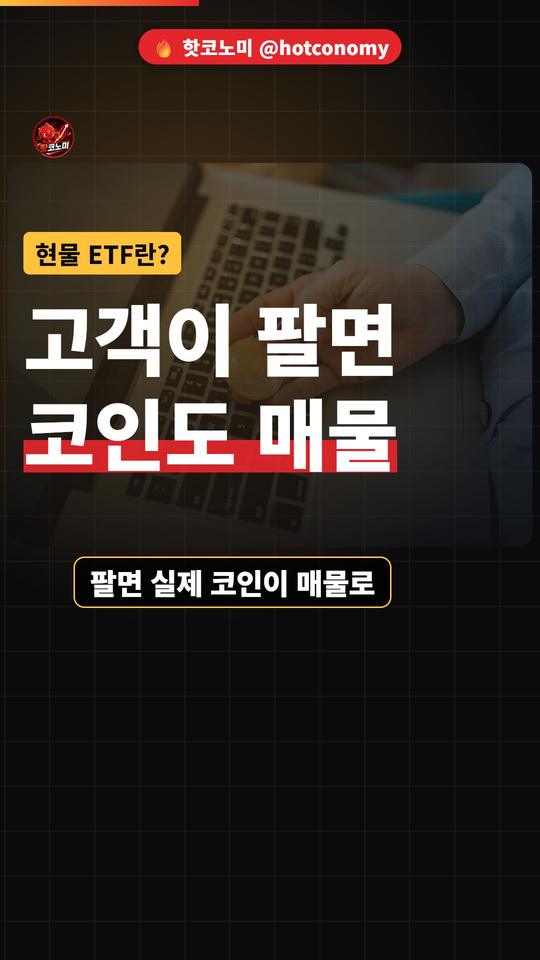 🔥 핫코노미 @hotconomy
핫코노미
현물 ETF란?
고객이 팔면
코인도 매물
팔면 실제 코인이 매물로